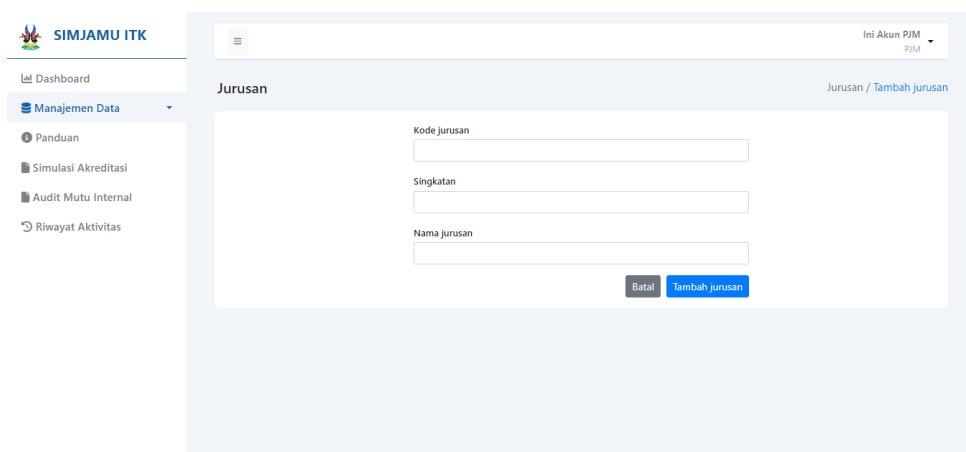 SIMJAMU ITK
Dashboard
Manajemen Data
Panduan
Simulasi Akreditasi
Audit Mutu Internal
Riwayat Aktivitas
Ini Akun PJM
PJM
Jurusan
Jurusan / Tambah jurusan
Kode jurusan
Singkatan
Nama jurusan
Batal Tambah jurusan